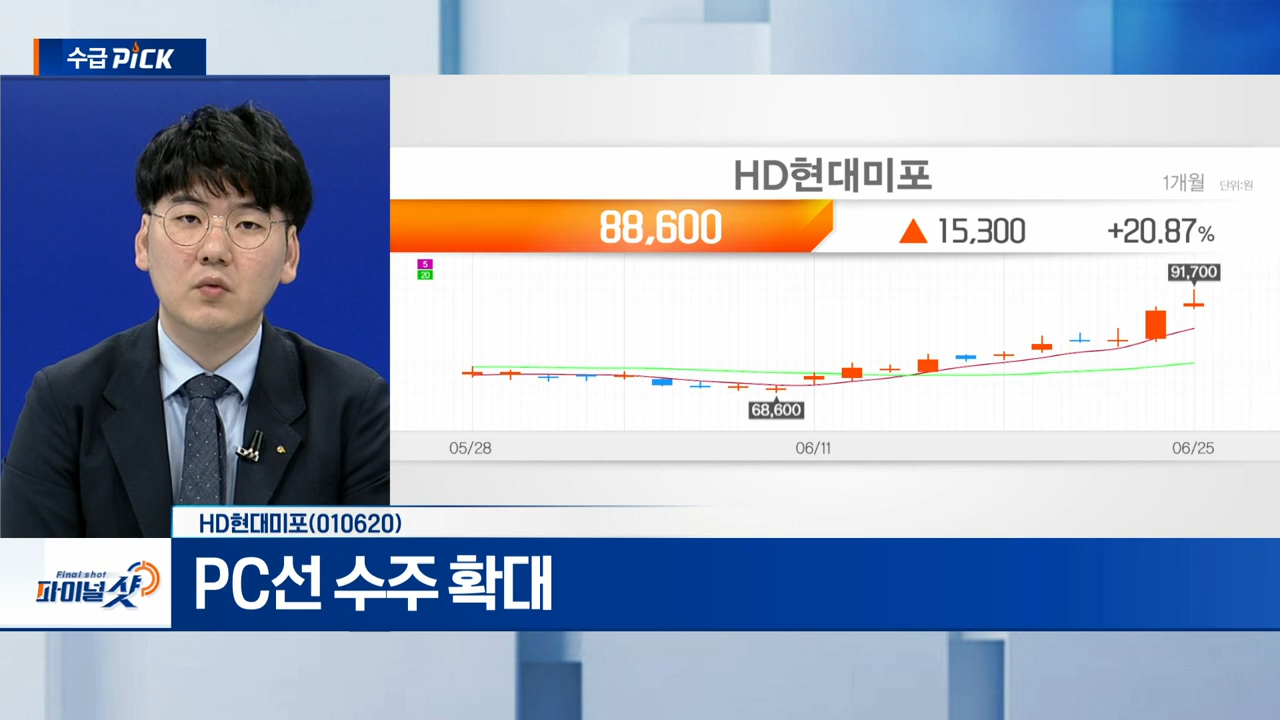 수급 PiCK
HD현대미포
1개월 단위:원
88,600 ▲ 15,300 +20.87%
5
20
91,700
68,600
05/28 06/11 06/25
HD현대미포(010620)
Final shot
파이널샷
PC선 수주 확대